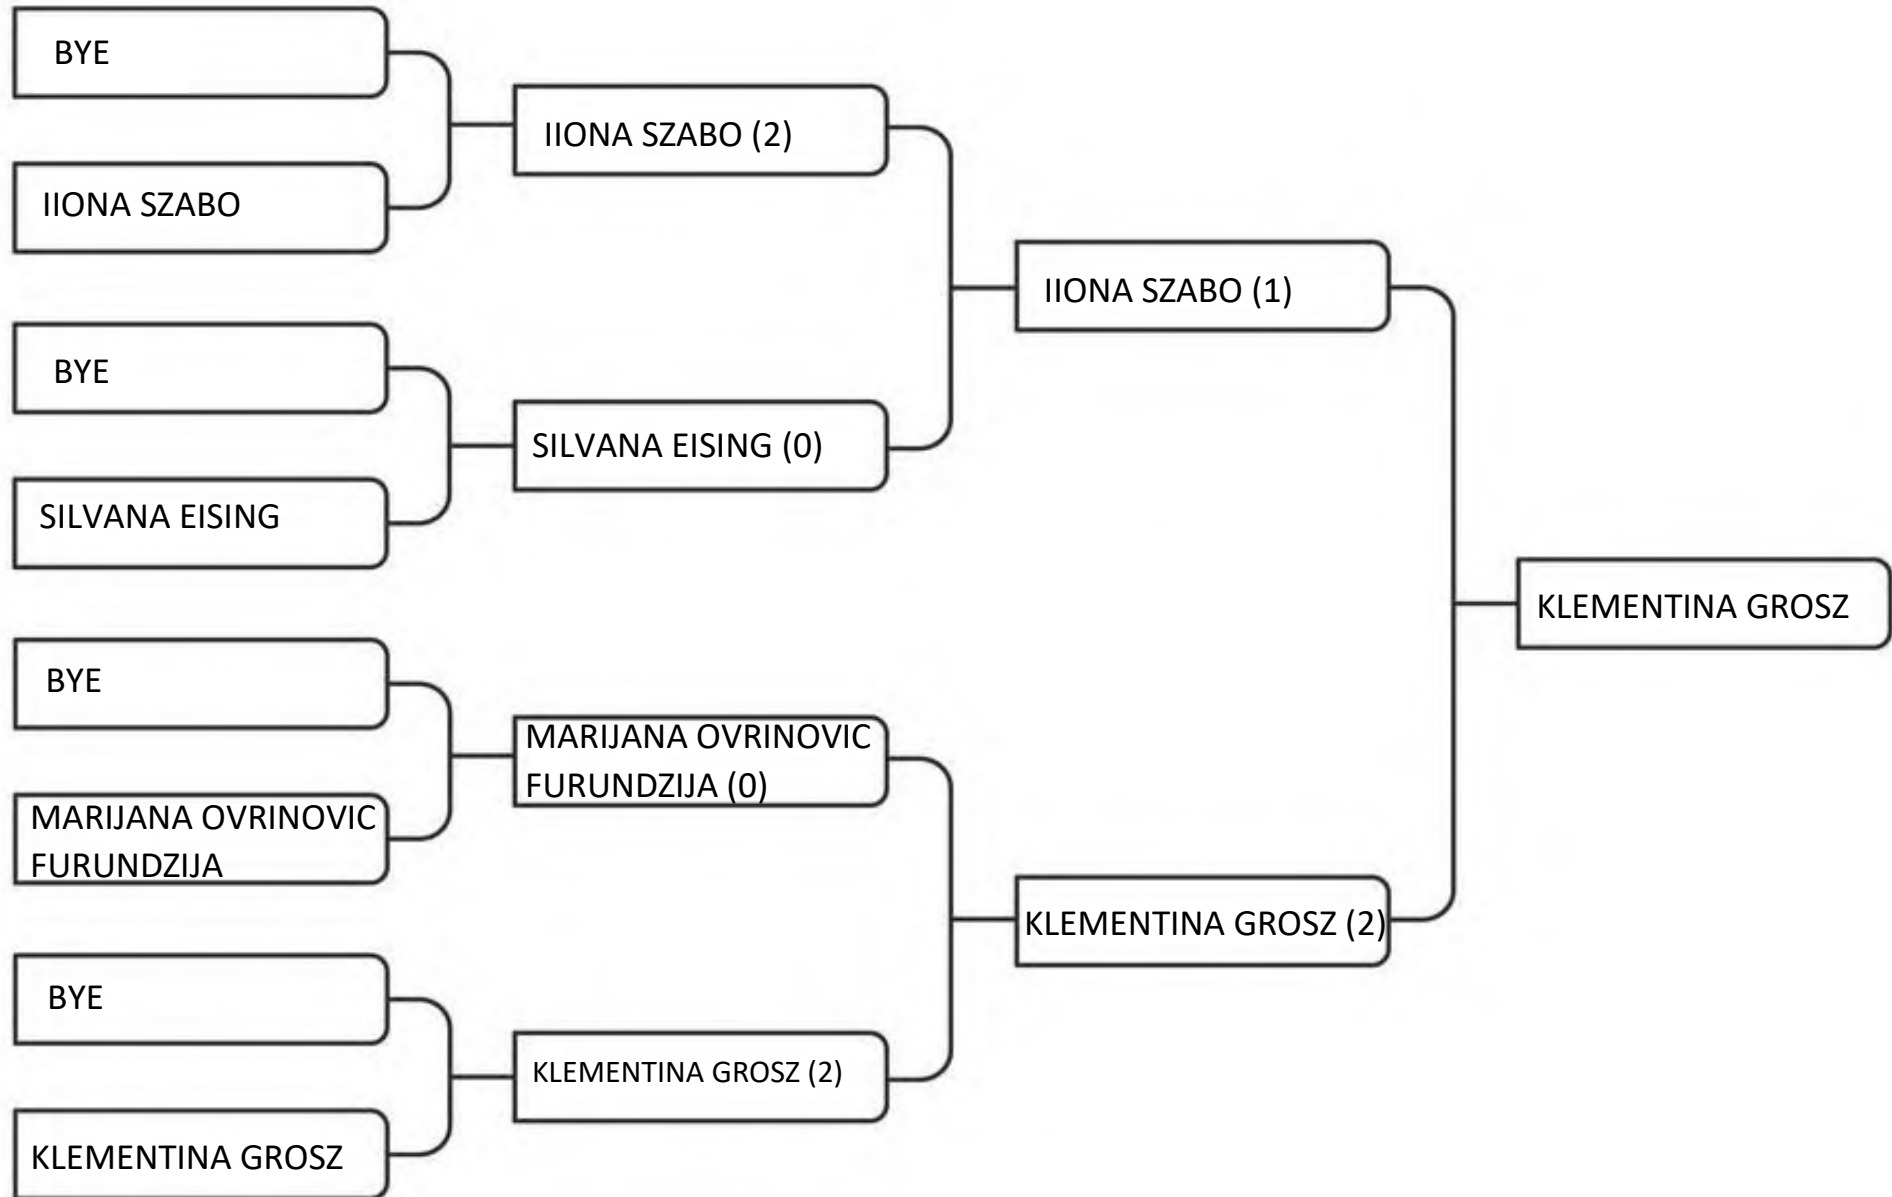 BYE
IIONA SZABO
BYE
SILVANA EISING
BYE
MARIJANA OVRINOVIC
FURUNDZIJA
BYE
KLEMENTINA GROSZ
IIONA SZABO (2)
SILVANA EISING (0)
MARIJANA OVRINOVIC
FURUNDZIJA (0)
KLEMENTINA GROSZ (2)
IIONA SZABO (1)
KLEMENTINA GROSZ (2)
KLEMENTINA GROSZ